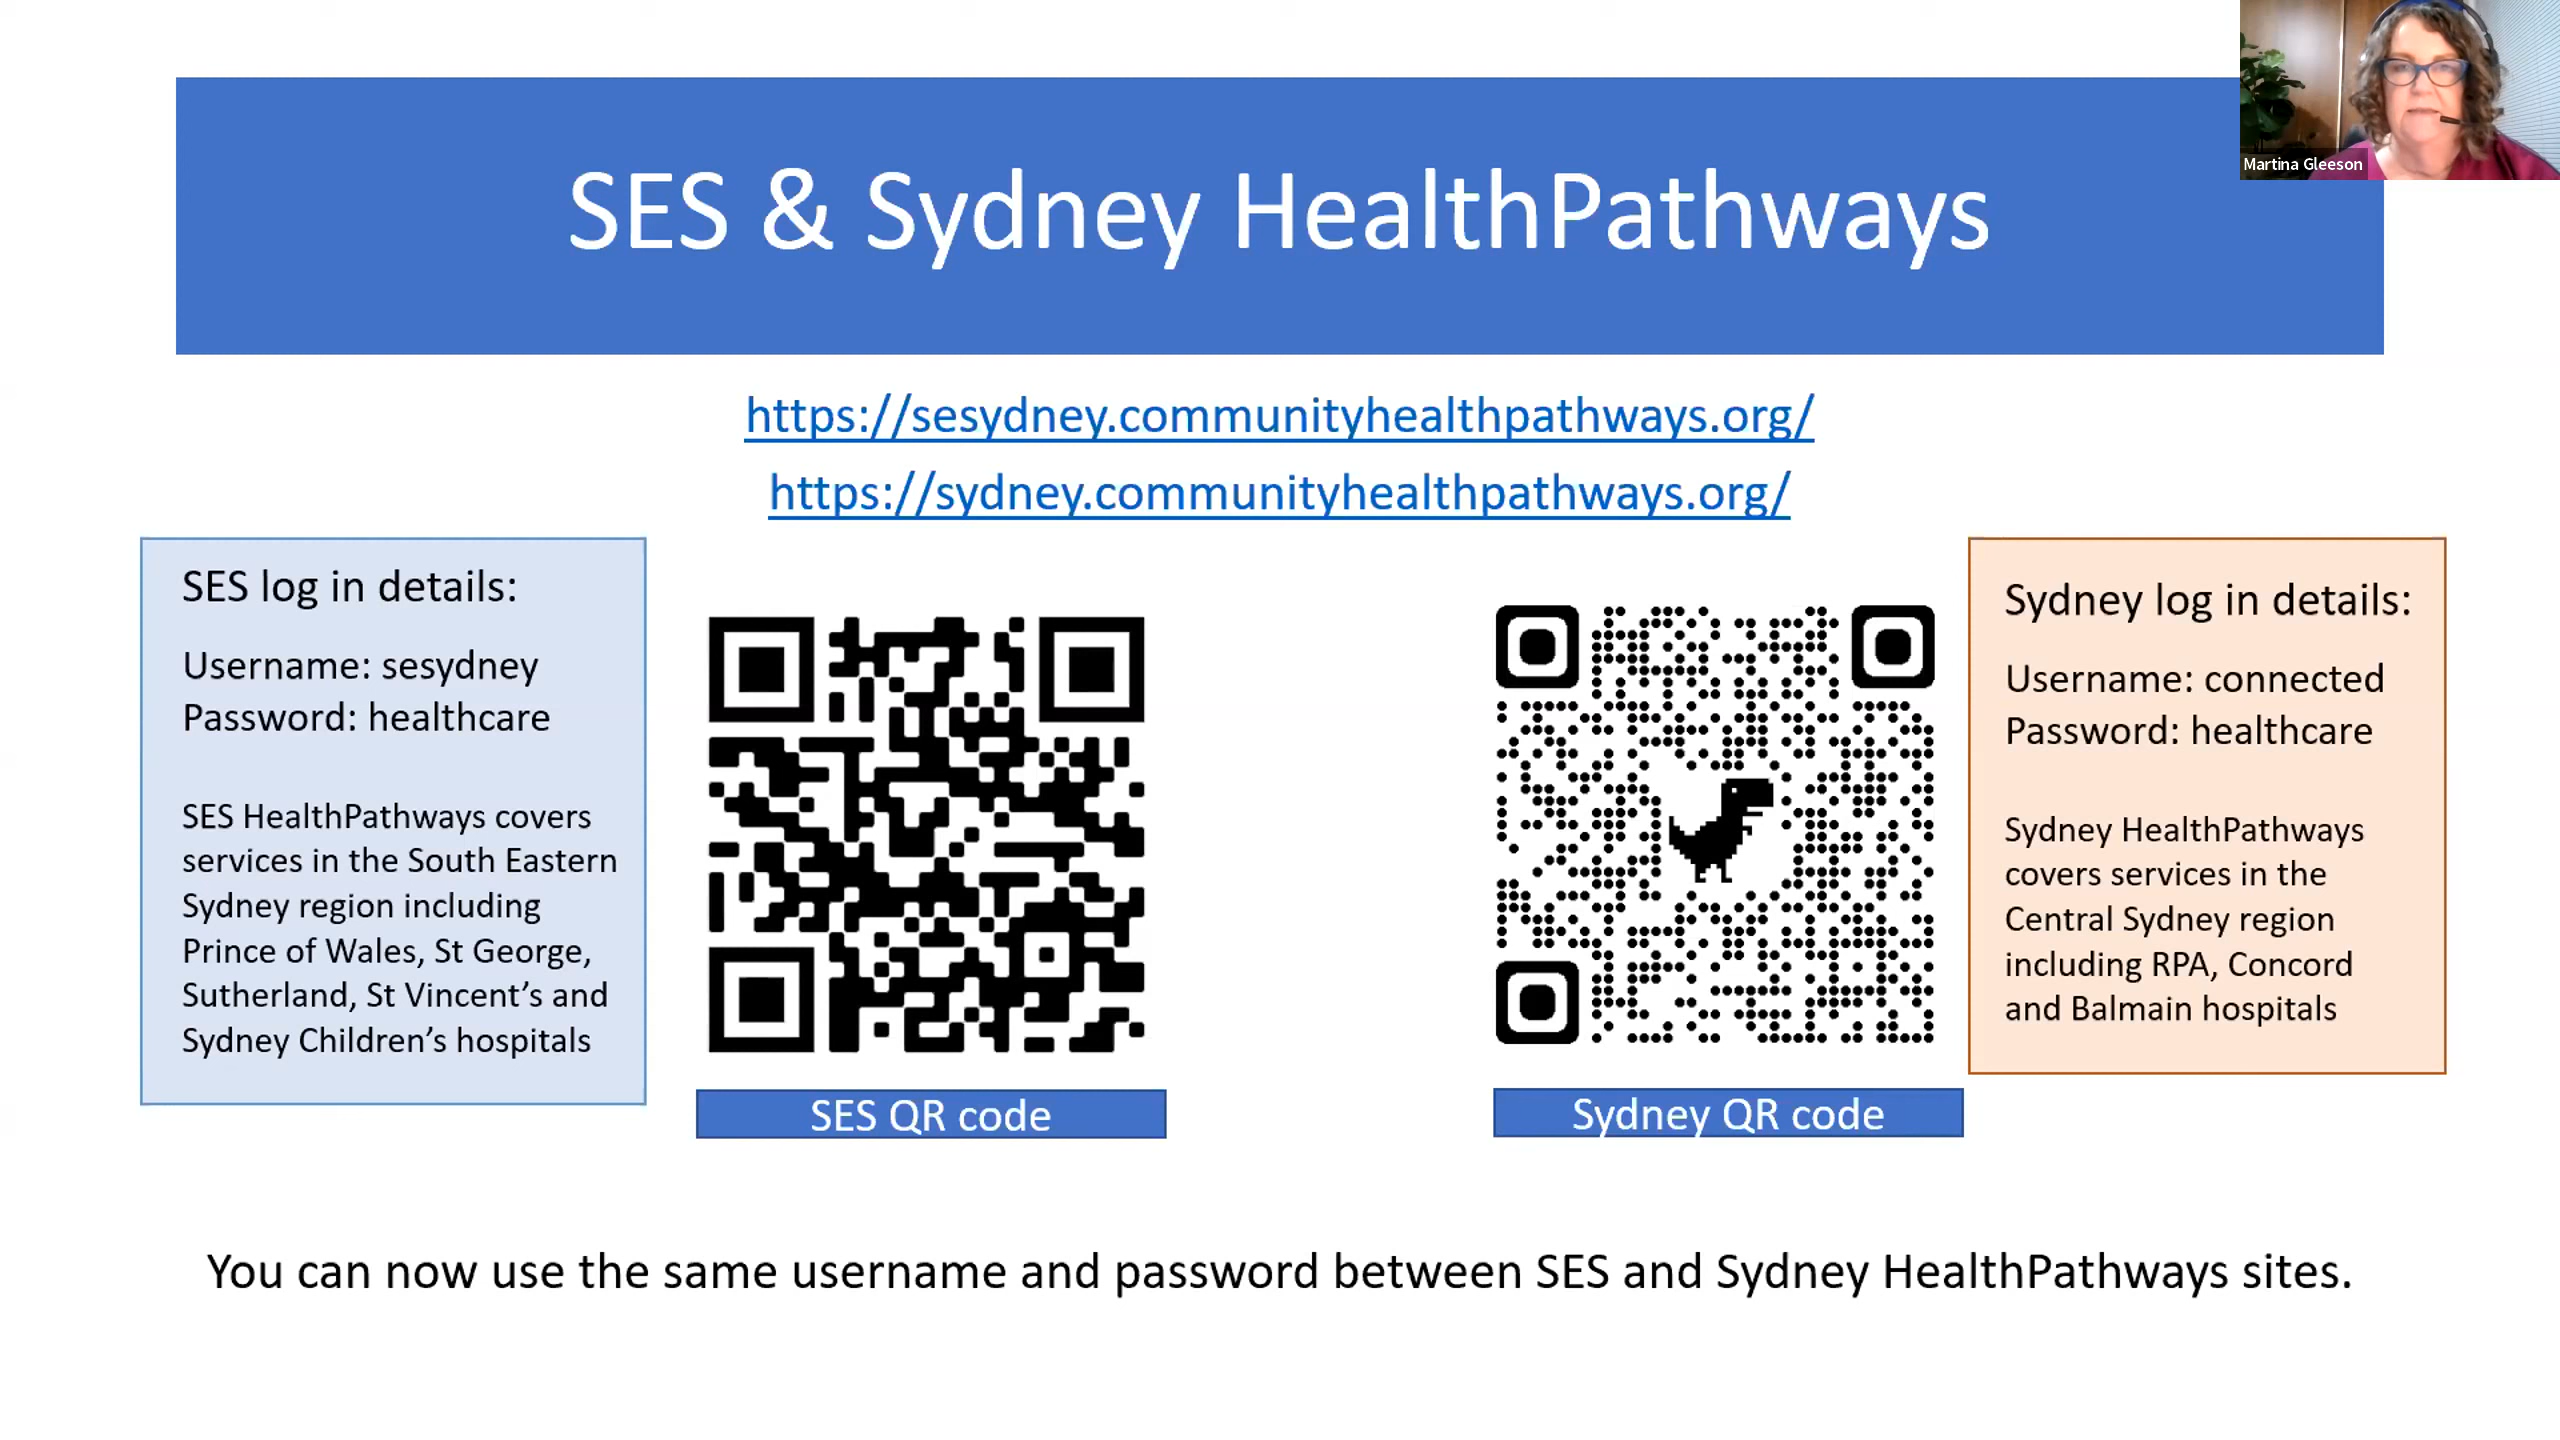 Martina Gleeson
SES & Sydney HealthPathways
https://sesydney.communityhealthpathways.org/
https://sydney.communityhealthpathways.org/
SES log in details:
Username: sesydney
Password: healthcare
SES HealthPathways covers
services in the South Eastern
Sydney region including
Prince of Wales, St George,
Sutherland, St Vincent’s and
Sydney Children’s hospitals
SES QR code
Sydney QR code
Sydney log in details:
Username: connected
Password: healthcare
Sydney HealthPathways
covers services in the
Central Sydney region
including RPA, Concord
and Balmain hospitals
You can now use the same username and password between SES and Sydney HealthPathways sites.